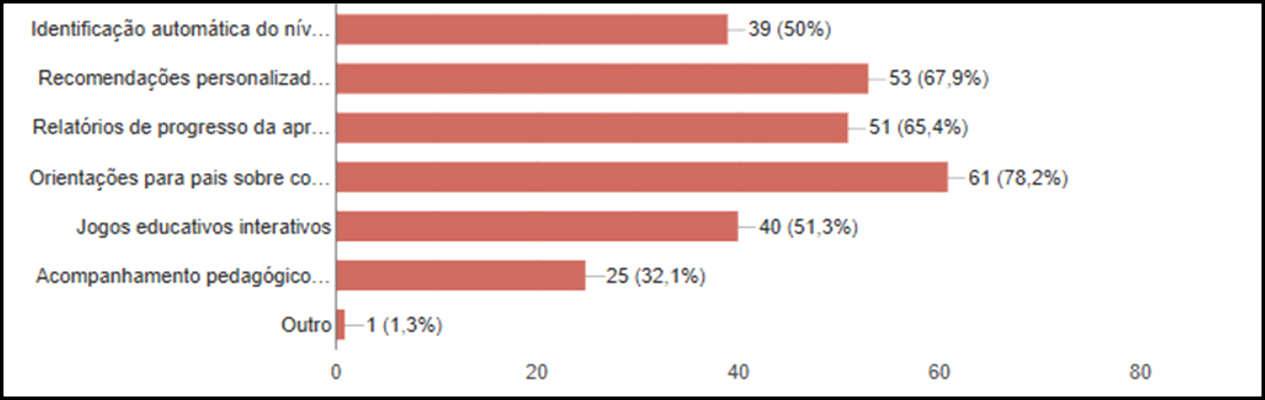 Identificação automática do nív… 39 (50%)
Recomendações personalizad… 53 (67,9%)
Relatórios de progresso da apr… 51 (65,4%)
Orientações para pais sobre co… 61 (78,2%)
Jogos educativos interativos 40 (51,3%)
Acompanhamento pedagógico… 25 (32,1%)
Outro 1 (1,3%)
0 20 40 60 80